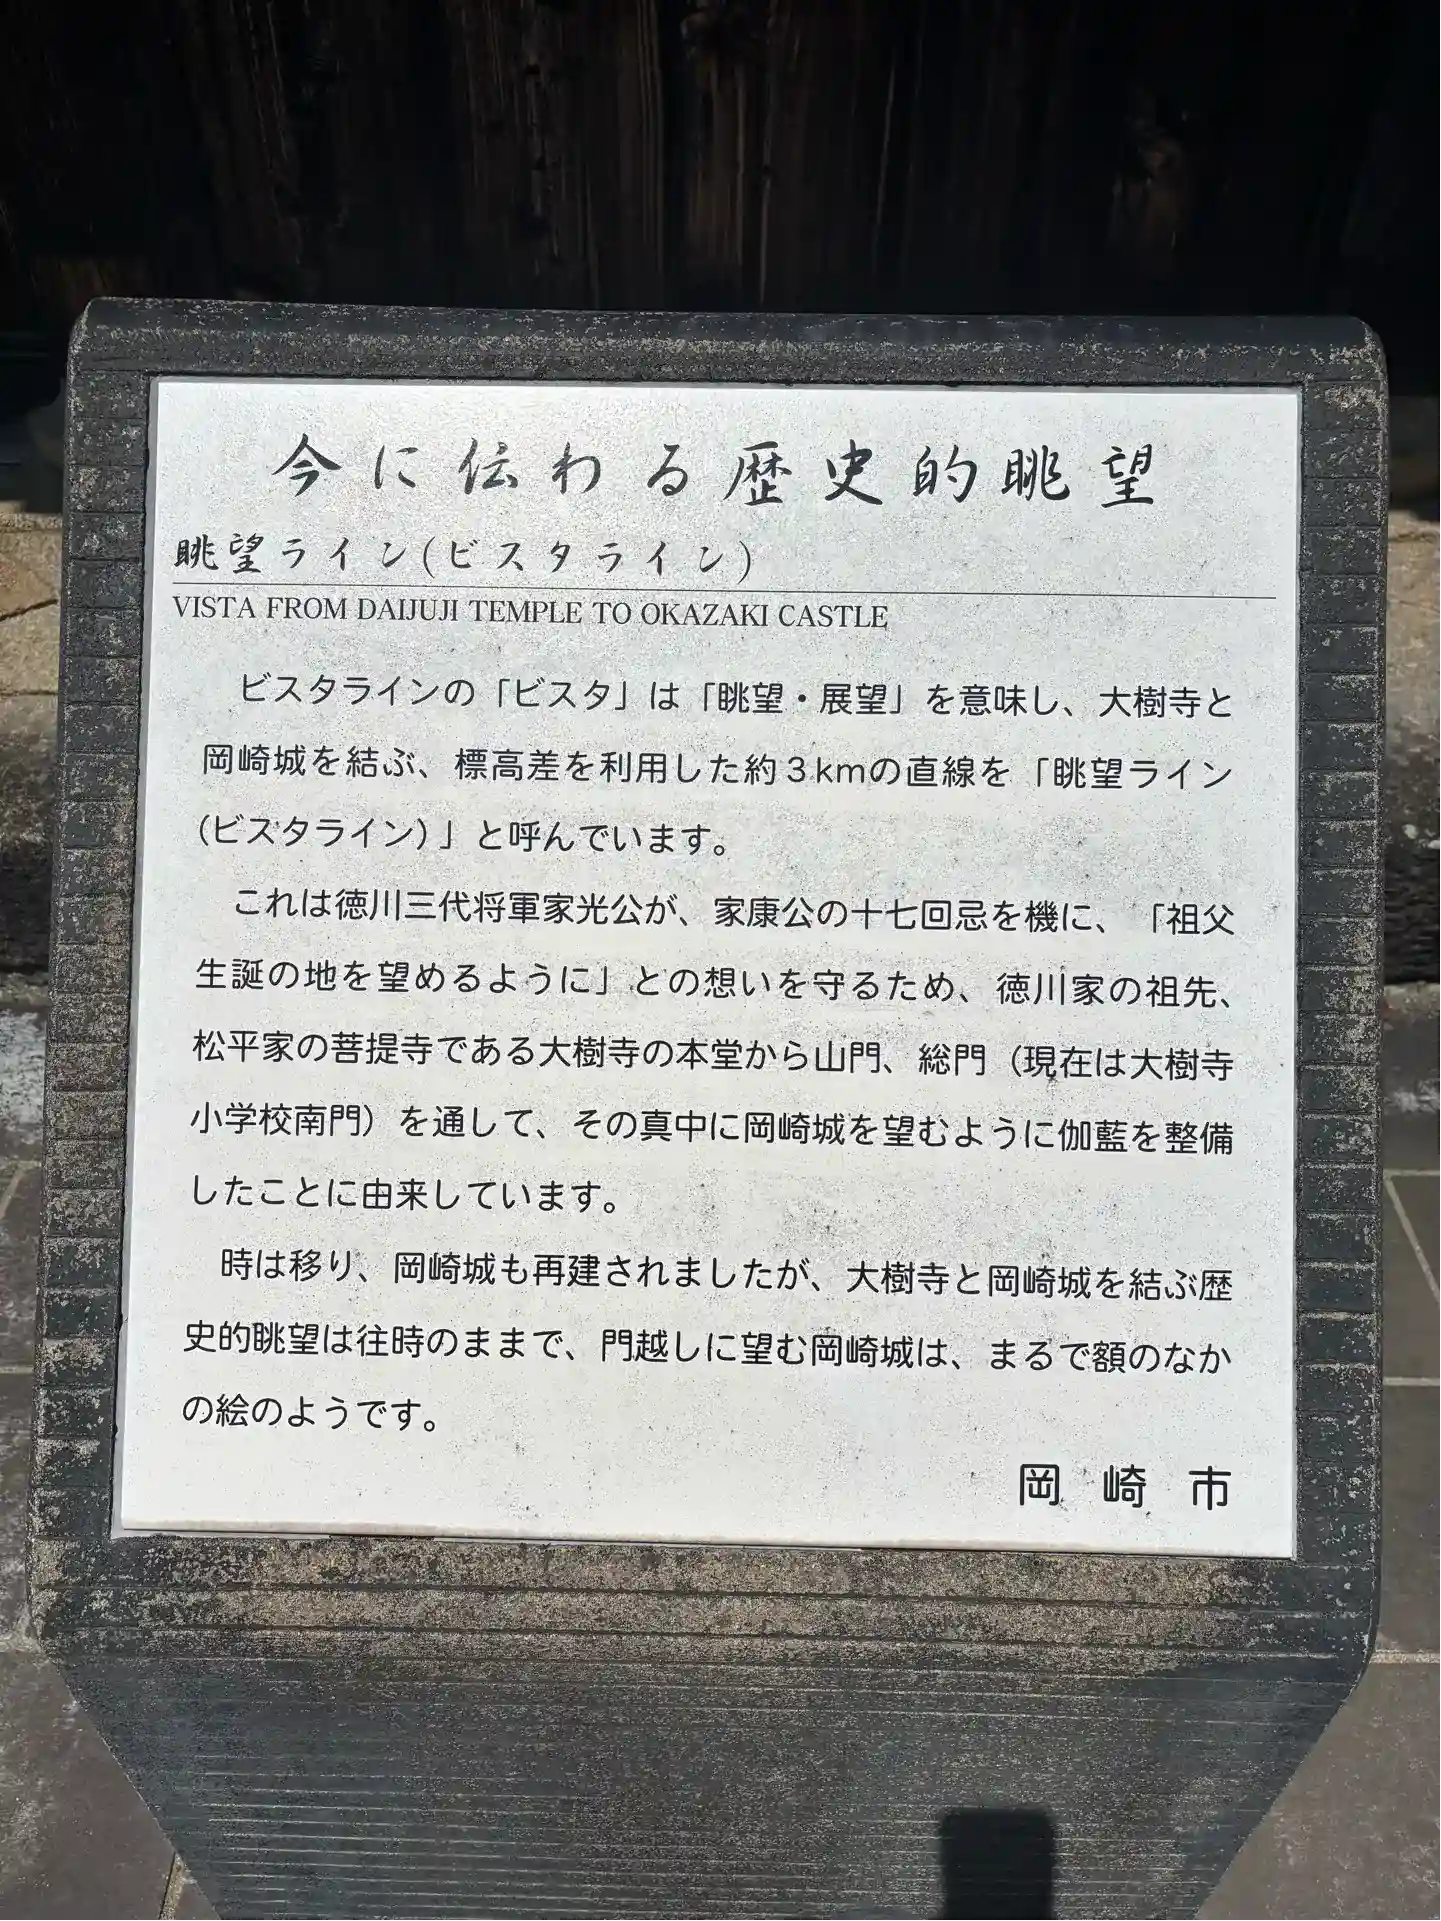 今に伝わる歴史的眺望
眺望ライン(ビスタライン)
VISTA FROM DAIJUJI TEMPLE TO OKAZAKI CASTLE
ビスタラインの「ビスタ」は「眺望・展望」を意味し、大樹寺と
岡崎城を結ぶ、標高差を利用した約3kmの直線を「眺望ライン
(ビスタライン)」と呼んでいます。
これは徳川三代将軍家光公が、家康公の十七回忌を機に、「祖父
生誕の地を望めるように」との想いを守るため、徳川家の祖先、
松平家の菩提寺である大樹寺の本堂から山門、総門（現在は大樹寺
小学校南門）を通して、その真中に岡崎城を望むように伽藍を整備
したことに由来しています。
時は移り、岡崎城も再建されましたが、大樹寺と岡崎城を結ぶ歴
史的眺望は往時のままで、門越しに望む岡崎城は、まるで額のなか
の絵のようです。
岡崎市